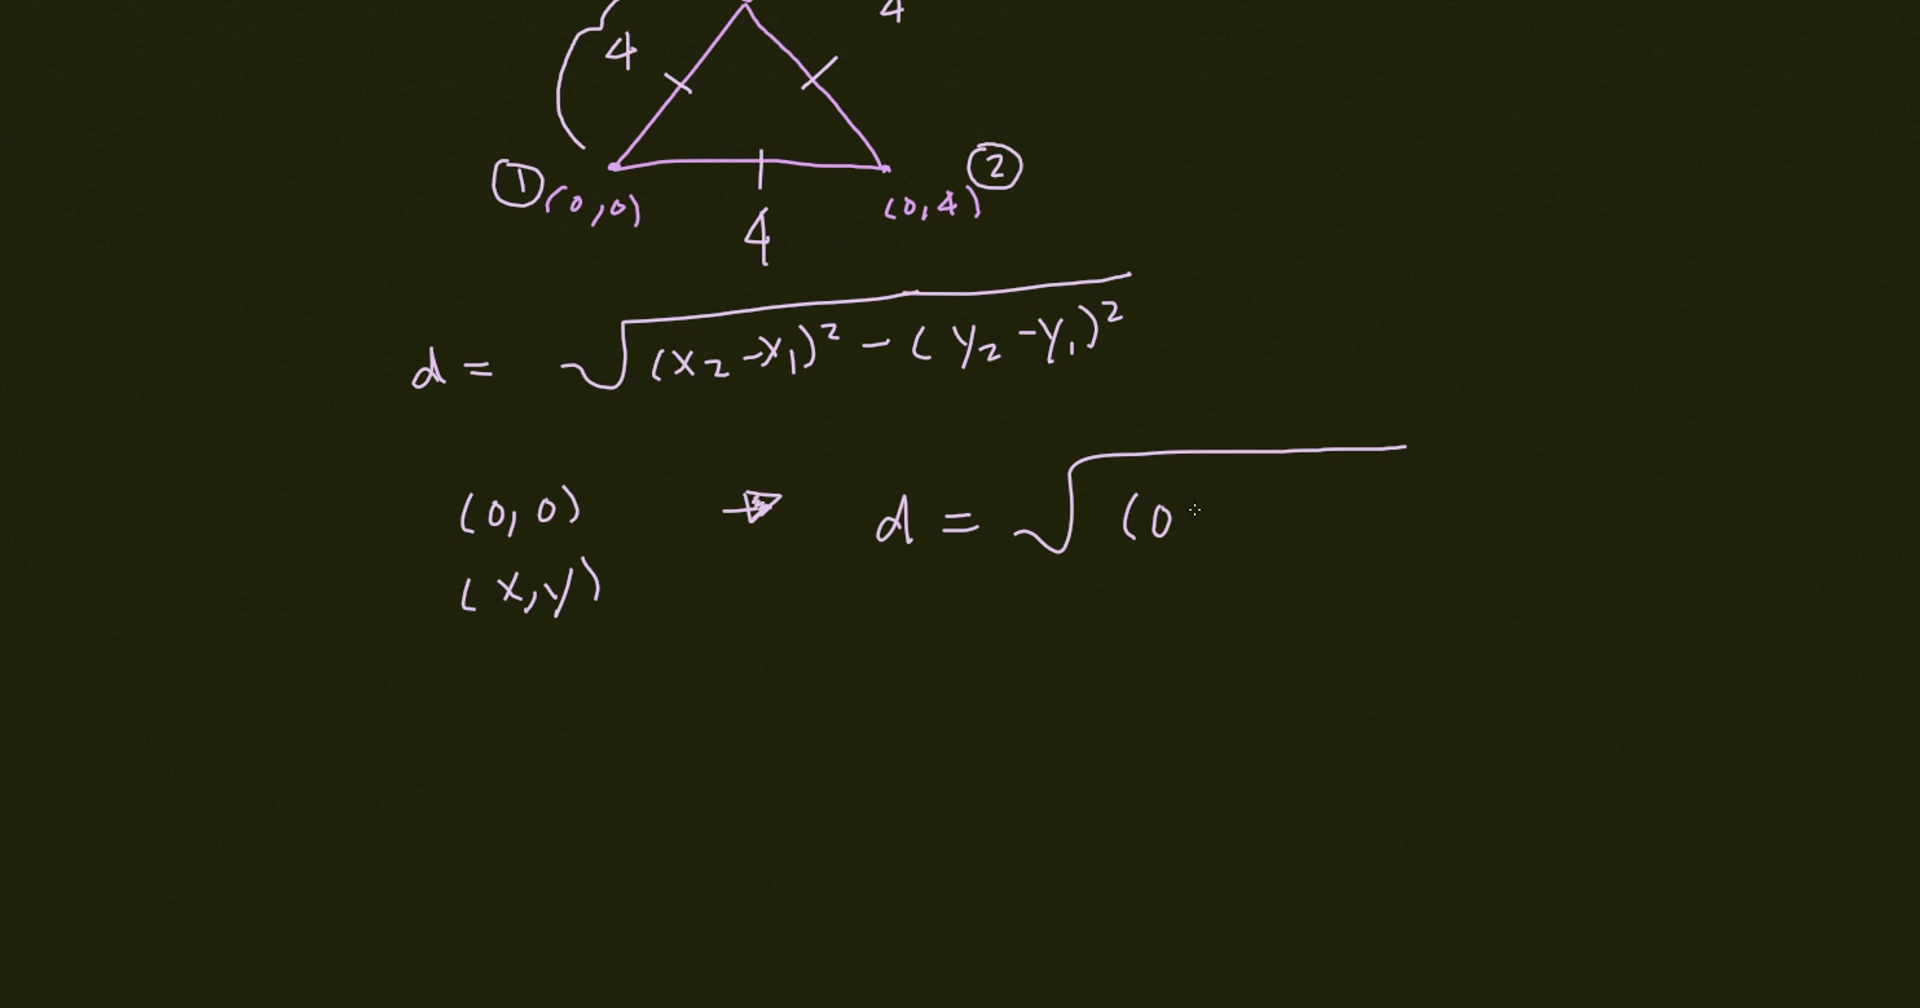 4 4
① (0,0) (0,4) ②
4
d = √(x₂-x₁)² - (y₂-y₁)²
(0,0) → d = √(0
(x,y)